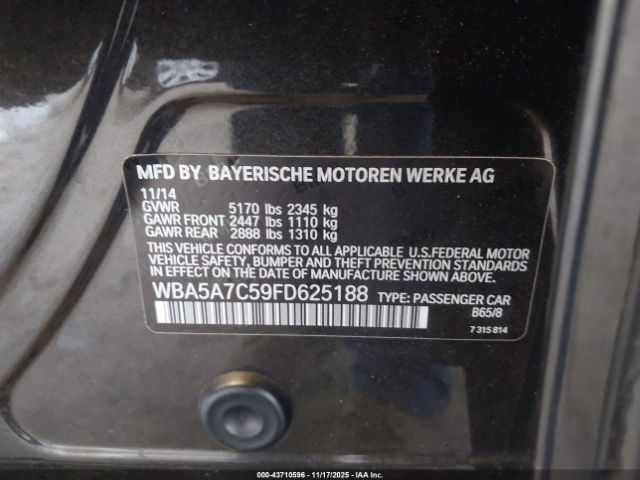 MFD BY BAYERISCHE MOTOREN WERKE AG
11/14
GVWR 5170 lbs 2345 kg
GAWR FRONT 2447 lbs 1110 kg
GAWR REAR 2888 lbs 1310 kg
THIS VEHICLE CONFORMS TO ALL APPLICABLE U.S.FEDERAL MOTOR
VEHICLE SAFETY, BUMPER AND THEFT PREVENTION STANDARDS
IN EFFECT ON THE DATE OF MANUFACTURE SHOWN ABOVE.
WBA5A7C59FD625188 TYPE: PASSENGER CAR
B65/8
7 315 814
000-43710596 - 11/17/2025 - IAA Inc.